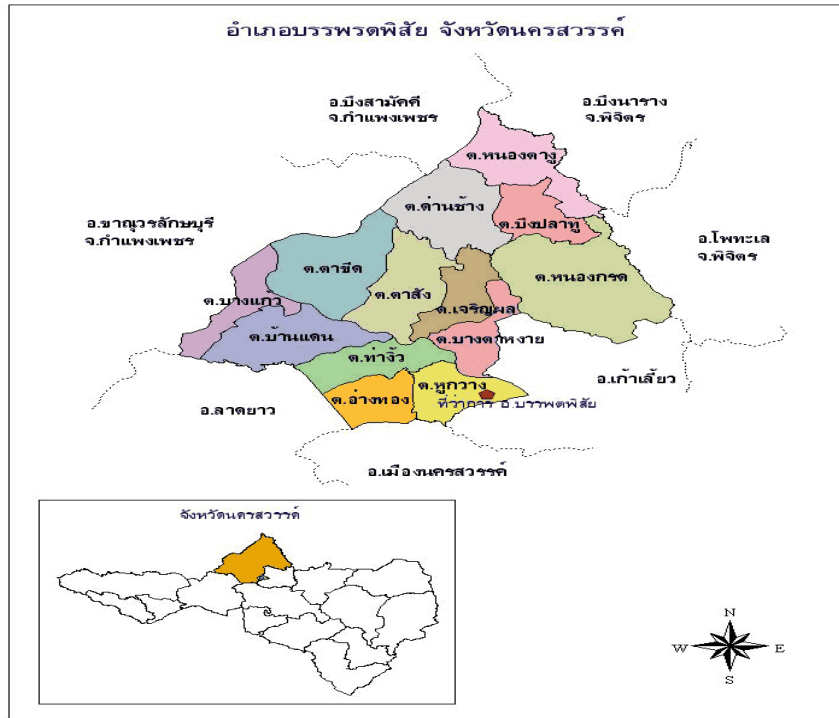 อำเภอบรรพรตพิสัย จังหวัดนครสวรรค์
อ.บึงสามัคคี
จ.กำแพงเพชร
อ.บึงนาราง
จ.พิจิตร
ต.หนองตางู
ต.ด่านช้าง
ต.บึงปลาทู
อ.ขาณุวรลักษบุรี
จ.กำแพงเพชร
อ.โพทะเล
จ.พิจิตร
ต.ตาขีด
ต.หนองกรด
ต.ตาสัง
ต.บางแก้ว
ต.เจริญผล
ต.บ้านแดน
ต.บางตาหงาย
ต.ท่างิ้ว
อ.เก้าเลี้ยว
ต.หูกวาง
ต.อ่างทอง
ที่ว่าการ อ.บรรพตพิสัย
อ.ลาดยาว
อ.เมืองนครสวรรค์
จังหวัดนครสวรรค์
N
W
E
S